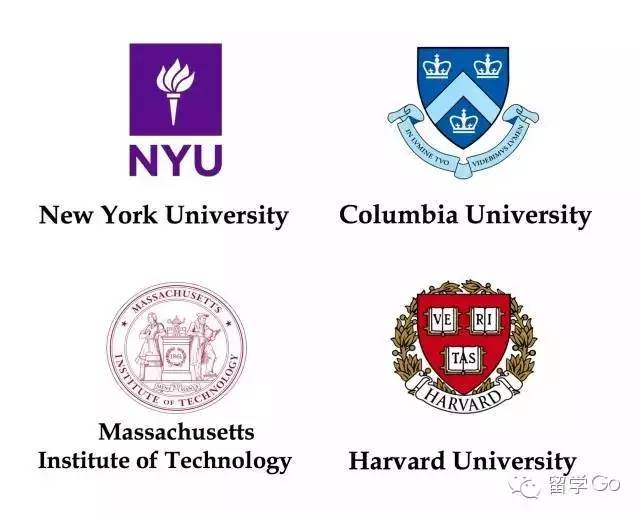 NYU
New York University
IN LVMINE TVO VIDEBIMVS LVMEN
Columbia University
MASSACHUSETTS
INSTITUTE OF TECHNOLOGY
1861
Massachusetts
Institute of Technology
VE RI
TAS
HARVARD
Harvard University
留学Go